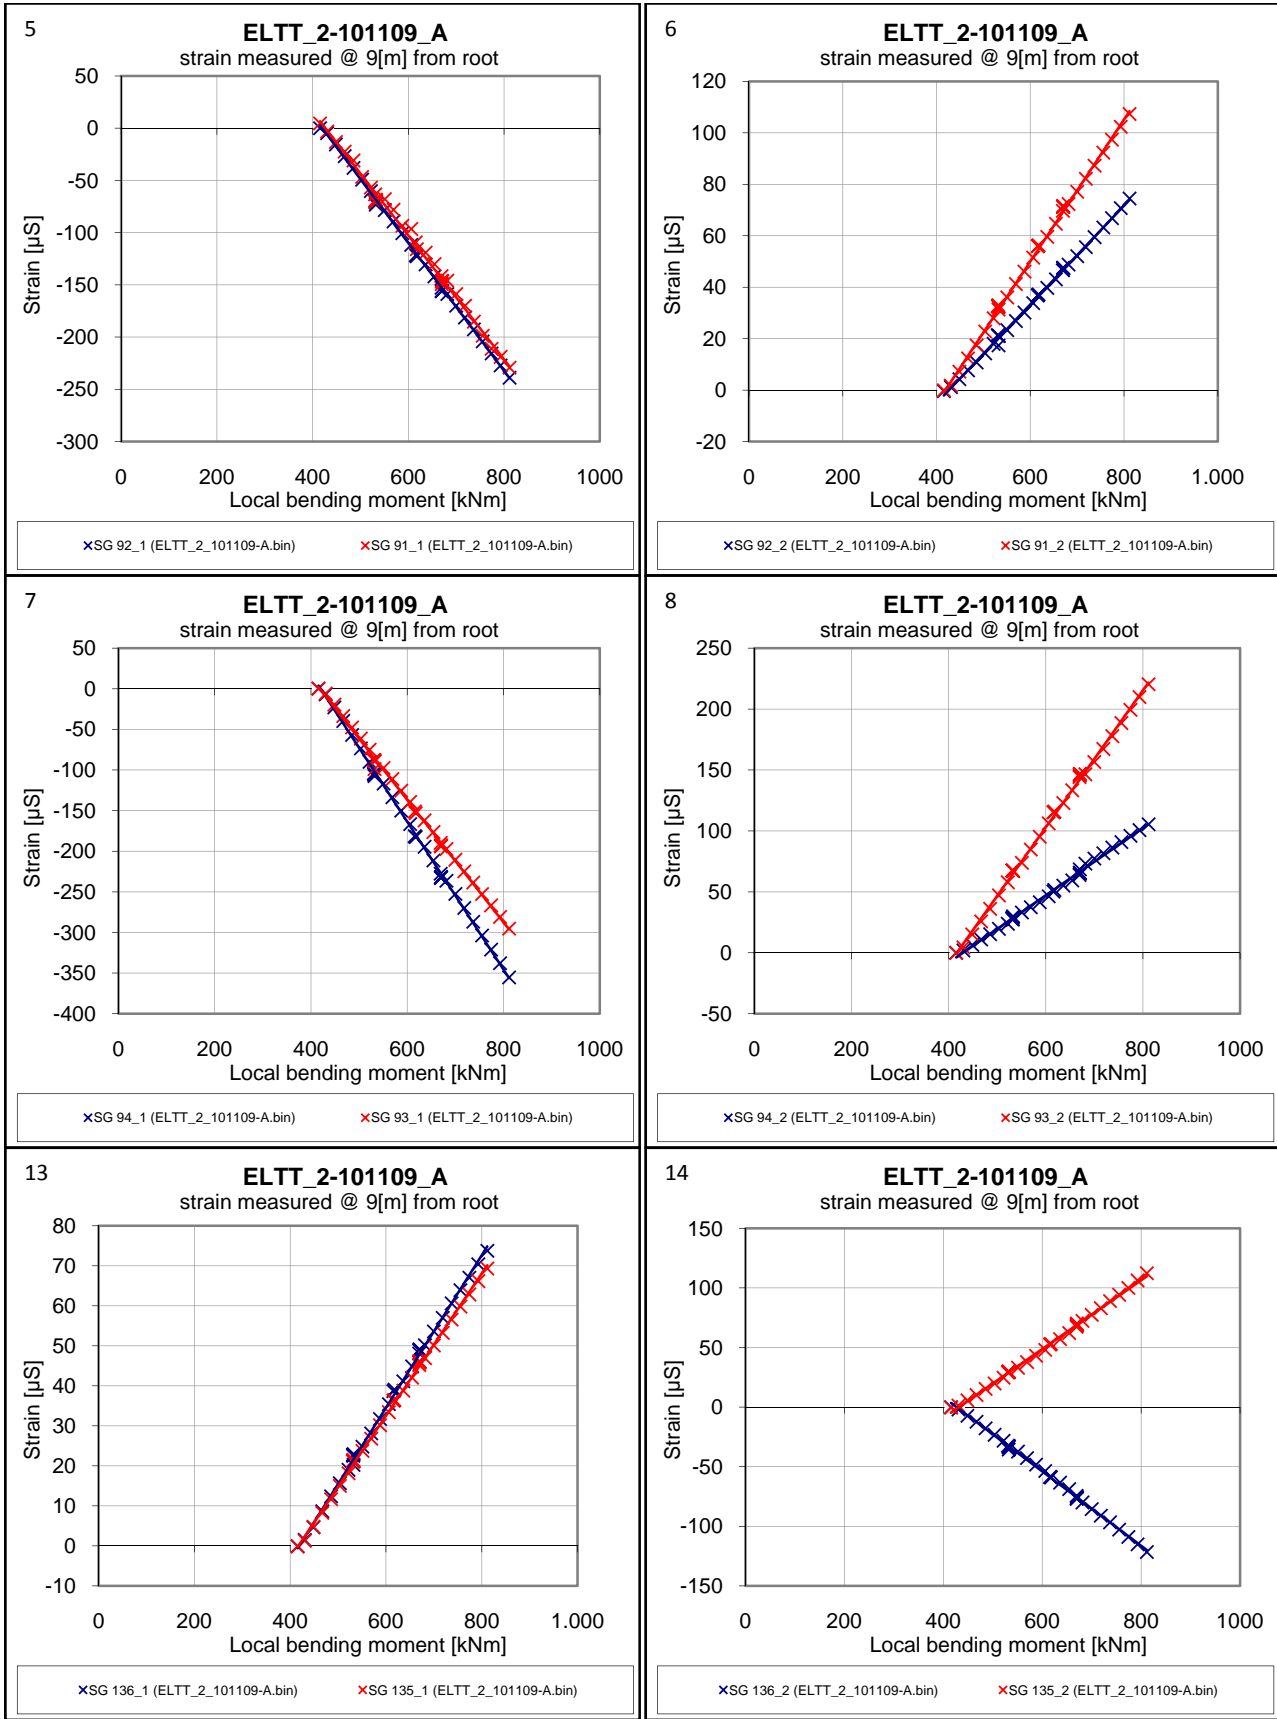 5
ELTT_2-101109_A
strain measured @ 9[m] from root
50
0
-50
-100
-150
-200
-250
-300
Strain [µS]
0 200 400 600 800 1000
Local bending moment [kNm]
SG 92_1 (ELTT_2_101109-A.bin) SG 91_1 (ELTT_2_101109-A.bin)
6
ELTT_2-101109_A
strain measured @ 9[m] from root
120
100
80
60
40
20
0
-20
Strain [µS]
0 200 400 600 800 1.000
Local bending moment [kNm]
SG 92_2 (ELTT_2_101109-A.bin) SG 91_2 (ELTT_2_101109-A.bin)
7
ELTT_2-101109_A
strain measured @ 9[m] from root
50
0
-50
-100
-150
-200
-250
-300
-350
-400
Strain [µS]
0 200 400 600 800 1000
Local bending moment [kNm]
SG 94_1 (ELTT_2_101109-A.bin) SG 93_1 (ELTT_2_101109-A.bin)
8
ELTT_2-101109_A
strain measured @ 9[m] from root
250
200
150
100
50
0
-50
Strain [µS]
0 200 400 600 800 1000
Local bending moment [kNm]
SG 94_2 (ELTT_2_101109-A.bin) SG 93_2 (ELTT_2_101109-A.bin)
13
ELTT_2-101109_A
strain measured @ 9[m] from root
80
70
60
50
40
30
20
10
0
-10
Strain [µS]
0 200 400 600 800 1.000
Local bending moment [kNm]
SG 136_1 (ELTT_2_101109-A.bin) SG 135_1 (ELTT_2_101109-A.bin)
14
ELTT_2-101109_A
strain measured @ 9[m] from root
150
100
50
0
-50
-100
-150
Strain [µS]
0 200 400 600 800 1000
Local bending moment [kNm]
SG 136_2 (ELTT_2_101109-A.bin) SG 135_2 (ELTT_2_101109-A.bin)